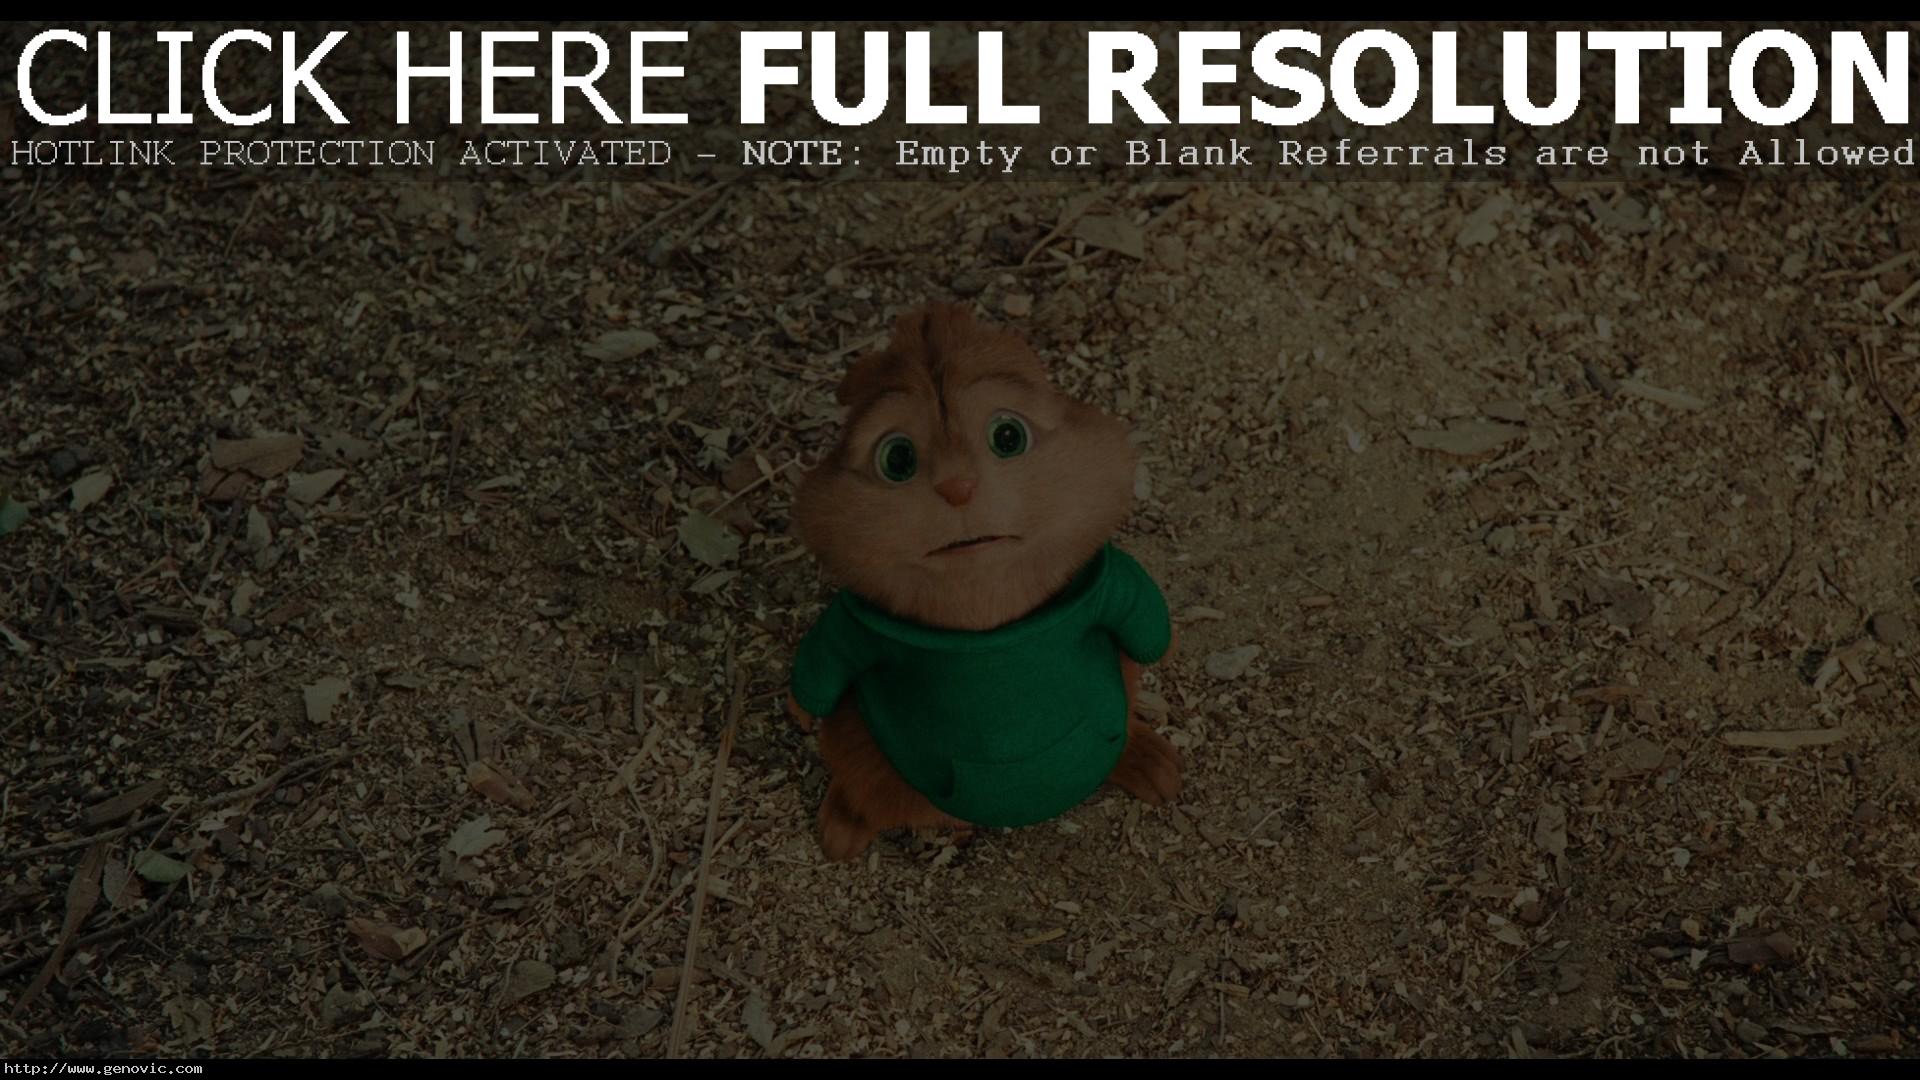 CLICK HERE FULL RESOLUTION
HOTLINK PROTECTION ACTIVATED – NOTE: Empty or Blank Referrals are not Allowed
http://www.genovic.com